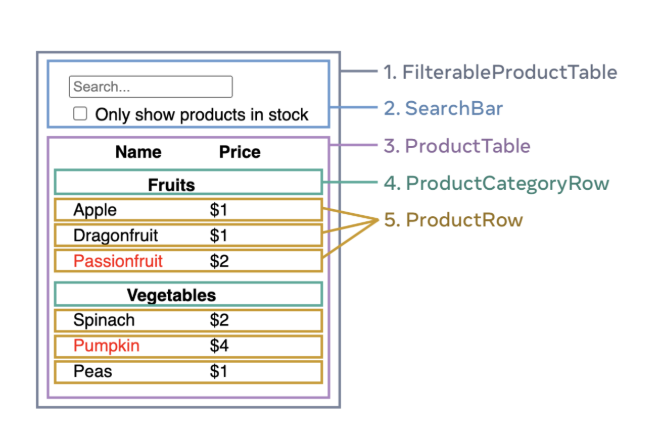 Search...
Only show products in stock
Name Price
Fruits
Apple $1
Dragonfruit $1
Passionfruit $2
Vegetables
Spinach $2
Pumpkin $4
Peas $1
1. FilterableProductTable
2. SearchBar
3. ProductTable
4. ProductCategoryRow
5. ProductRow